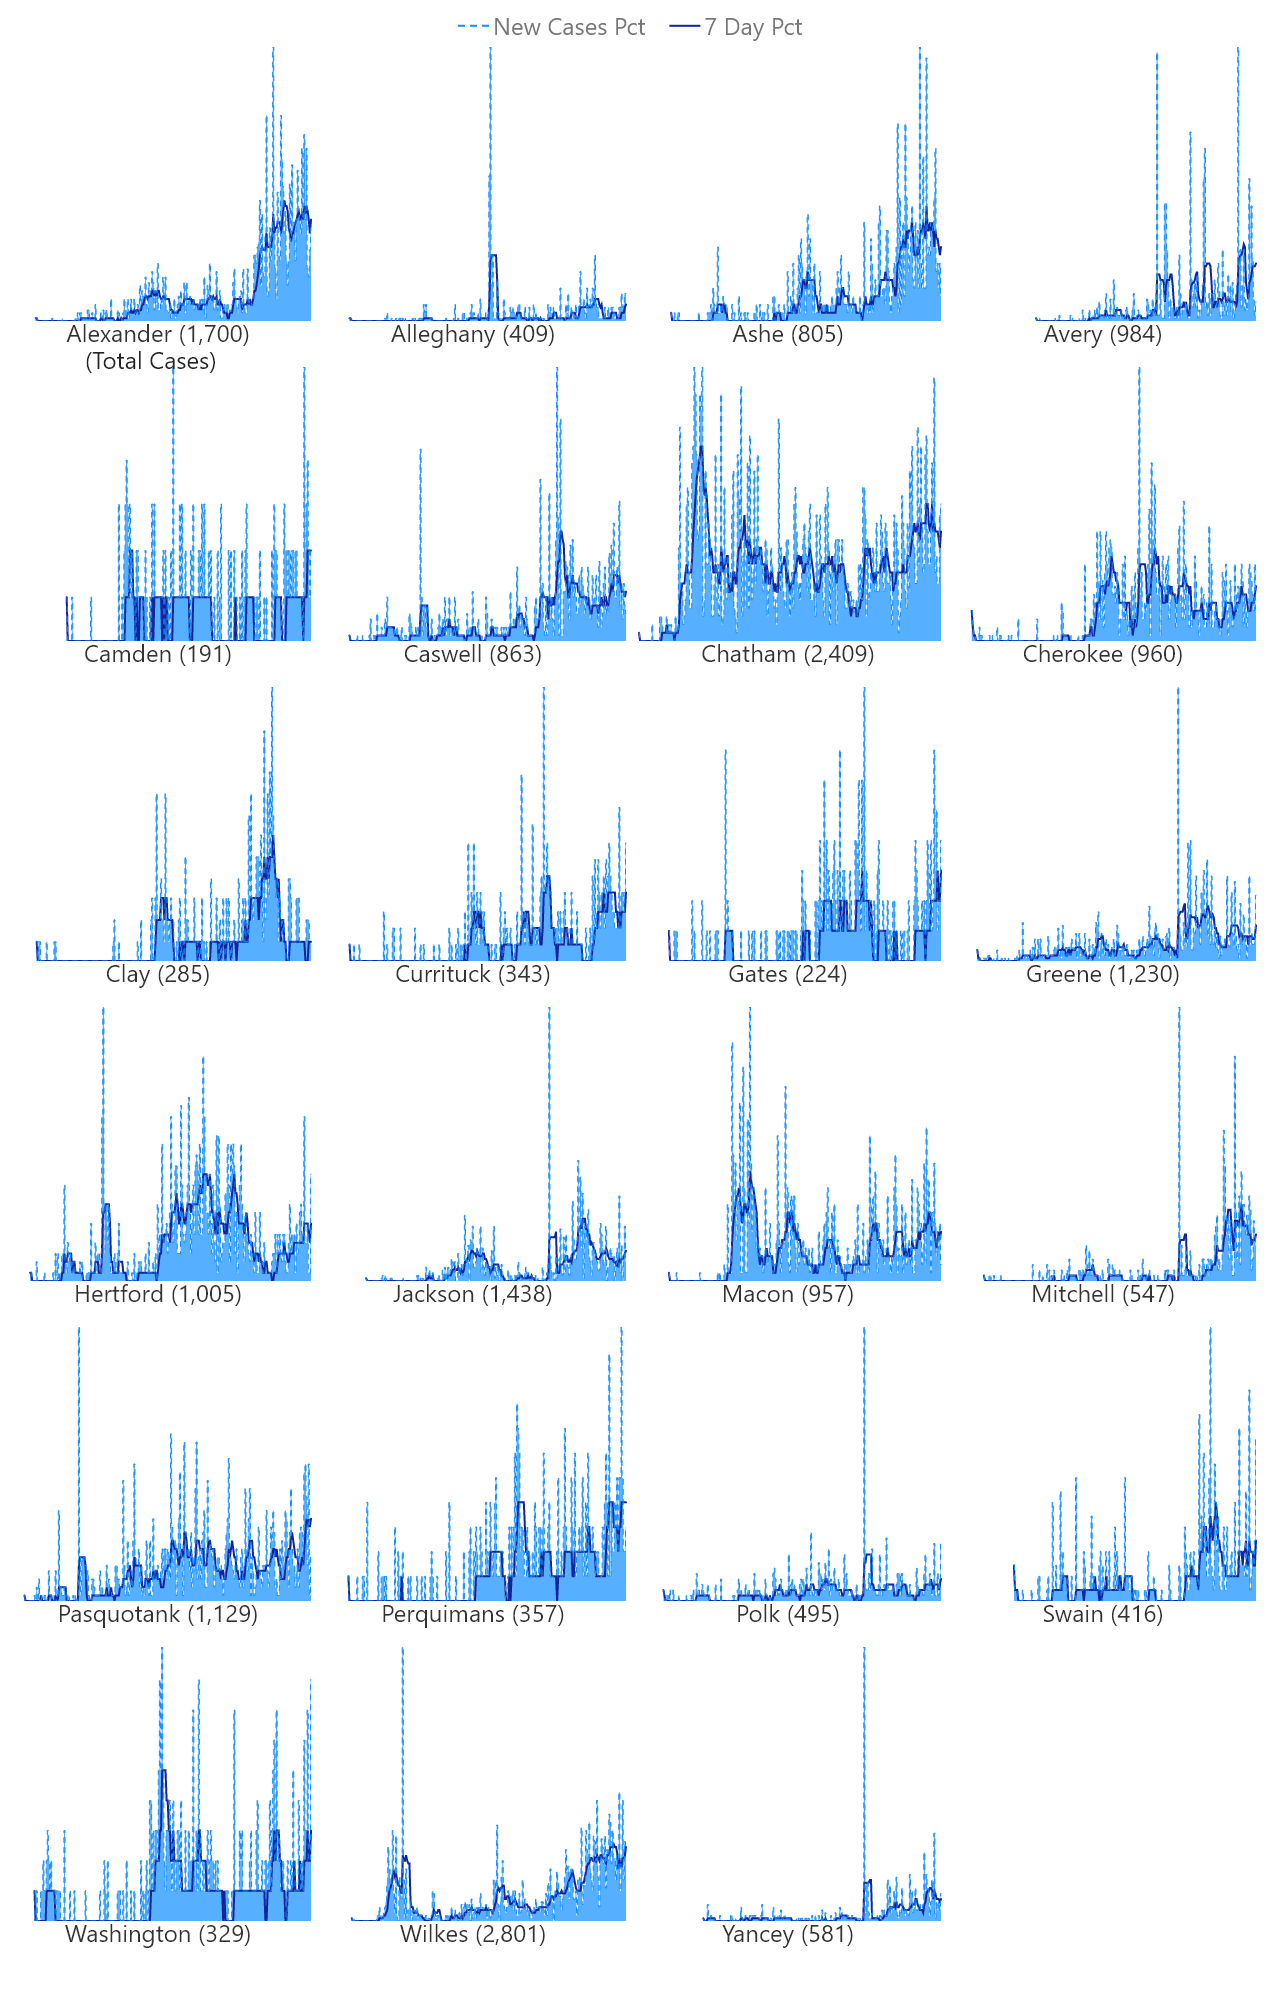 New Cases Pct 7 Day Pct
Alexander (1,700) Alleghany (409) Ashe (805) Avery (984)
(Total Cases)
Camden (191) Caswell (863) Chatham (2,409) Cherokee (960)
Clay (285) Currituck (343) Gates (224) Greene (1,230)
Hertford (1,005) Jackson (1,438) Macon (957) Mitchell (547)
Pasquotank (1,129) Perquimans (357) Polk (495) Swain (416)
Washington (329) Wilkes (2,801) Yancey (581)